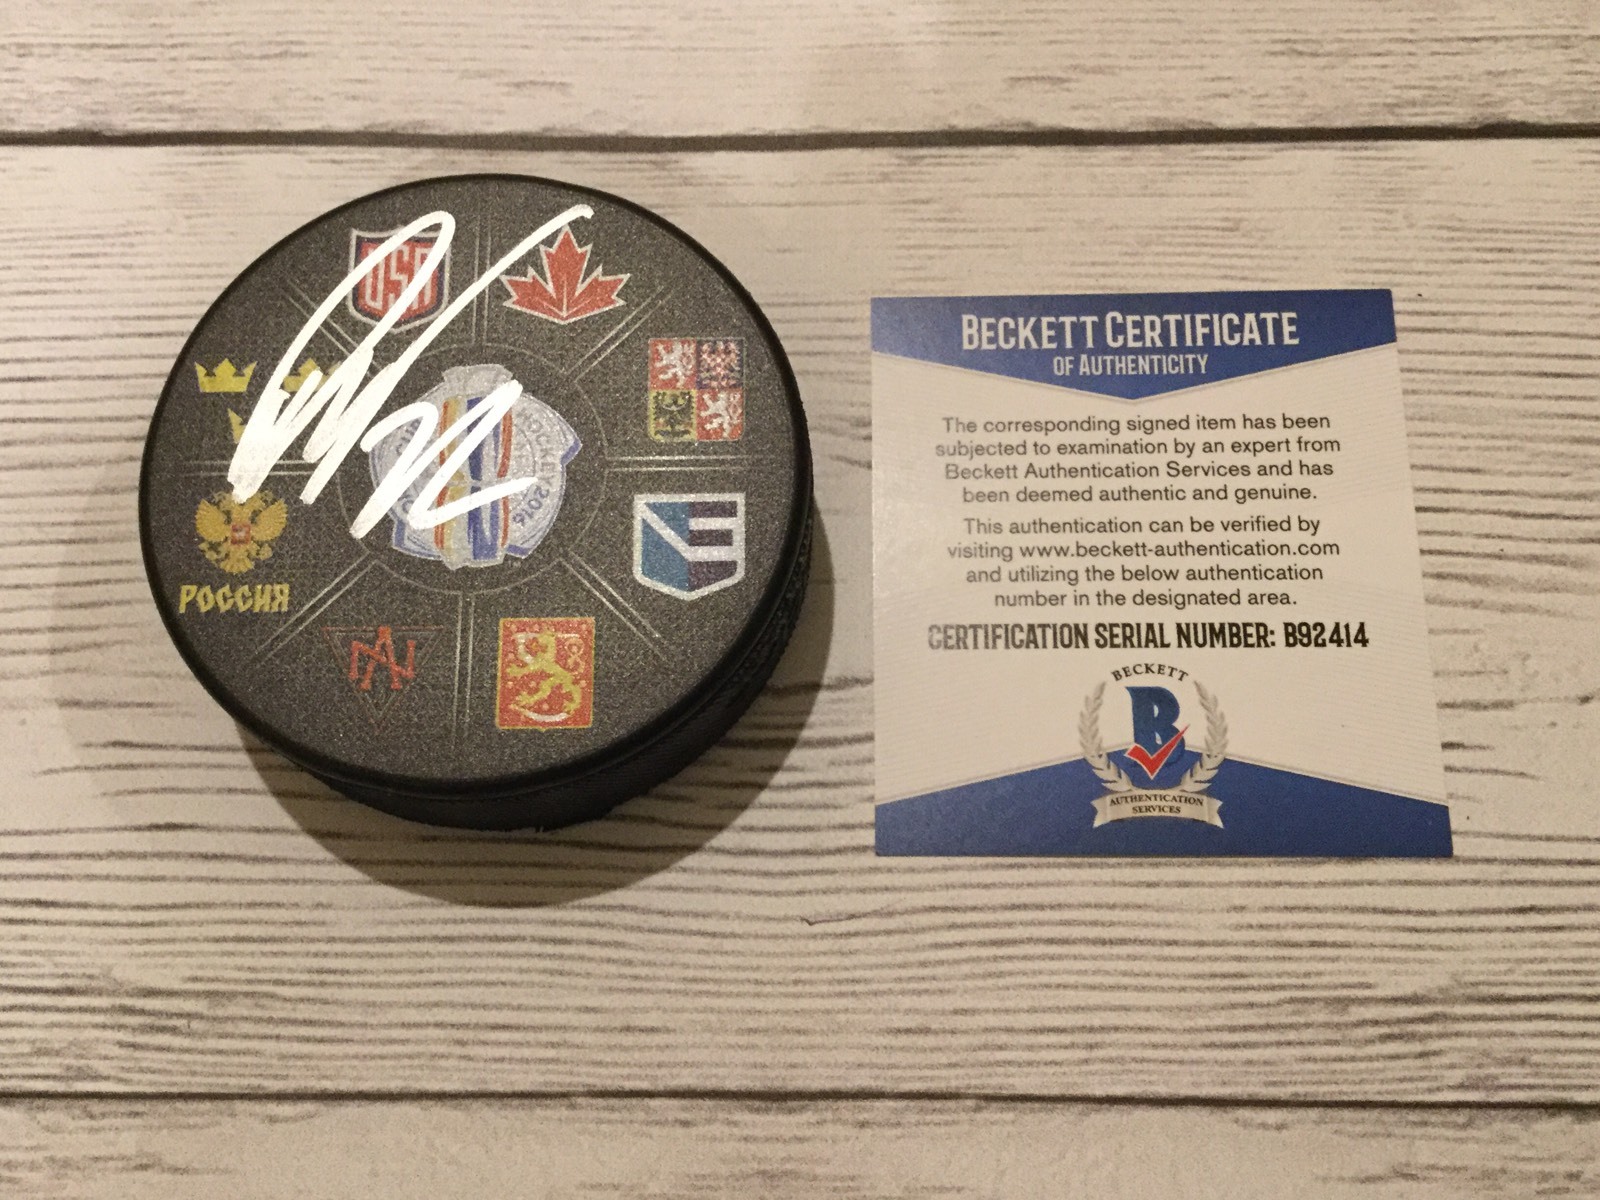 USA
HOCKEY 2016
РОССИЯ
BECKETT CERTIFICATE
OF AUTHENTICITY
The corresponding signed item has been
subjected to examination by an expert from
Beckett Authentication Services and has
been deemed authentic and genuine.
This authentication can be verified by
visiting www.beckett-authentication.com
and utilizing the below authentication
number in the designated area.
CERTIFICATION SERIAL NUMBER: B92414
BECKETT
B
AUTHENTICATION
SERVICES